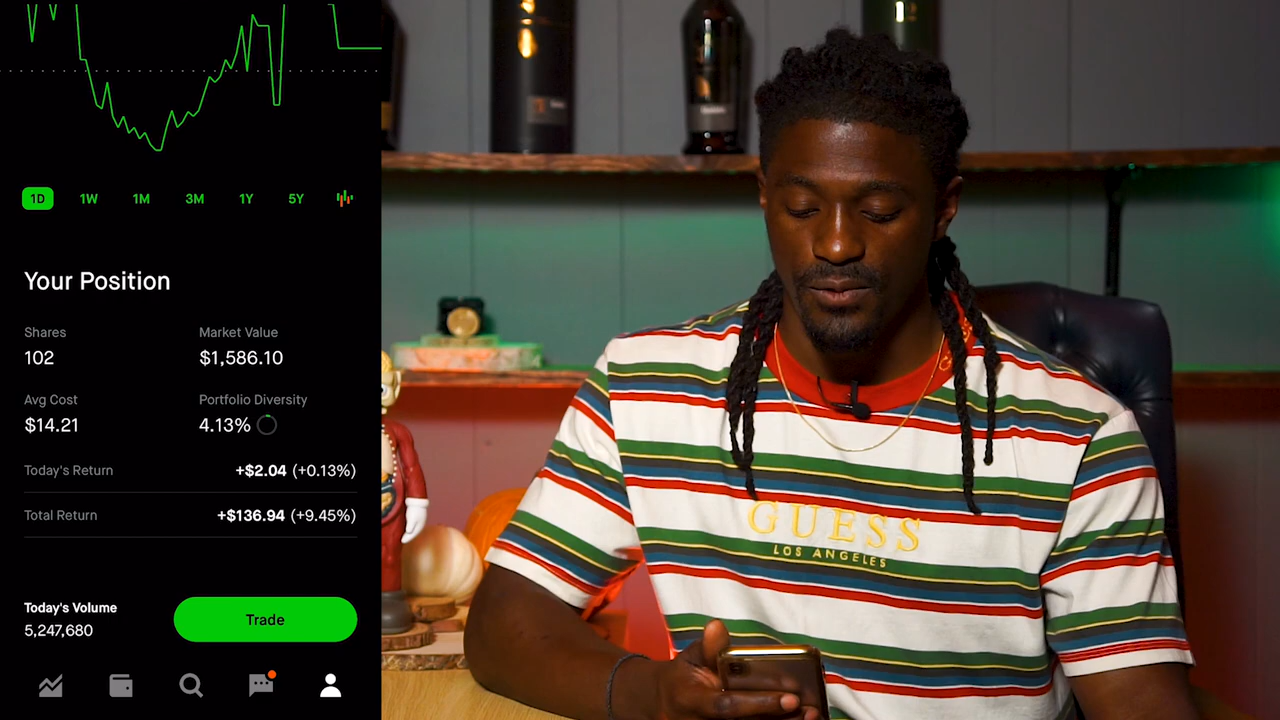 1D 1W 1M 3M 1Y 5Y
Your Position
Shares Market Value
102 $1,586.10
Avg Cost Portfolio Diversity
$14.21 4.13%
Today's Return +$2.04 (+0.13%)
Total Return +$136.94 (+9.45%)
Today's Volume
5,247,680
Trade
GUESS
LOS ANGELES